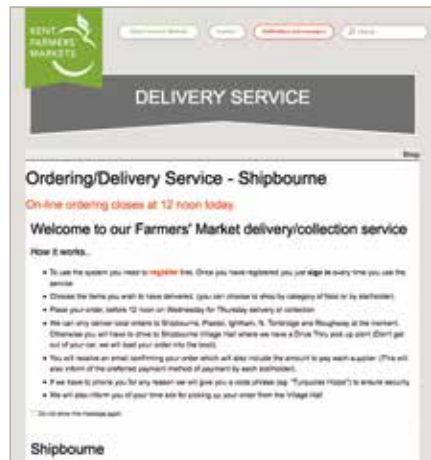 KENT
FARMERS'
MARKETS
DELIVERY SERVICE
Shop
Ordering/Delivery Service - Shipbourne
On-line ordering closes at 12 noon today.
Welcome to our Farmers' Market delivery/collection service
How it works...
To use the system you need to register first. Once you have registered you just sign in every time you use the
service
Choose the items you wish to have delivered. (you can choose to shop by category of food or by stallholder).
Place your order, before 12 noon on Wednesday for Thursday delivery or collection
We can only deliver local orders to Shipbourne, Plaxtol, Ightham, N. Tonbridge and Roughway at the moment.
Otherwise you will have to drive to Shipbourne Village Hall where we have a Drive Thru pick up point (Don't get
out of your car, we will load your order into the boot).
You will receive an email confirming your order which will also include the amount to pay each supplier (This will
also inform of the preferred payment method of payment by each stallholder).
If we have to phone you for any reason we will give you a code phrase (eg. "Turquoise Hippo") to ensure security
We will also inform you of your time slot for picking up your order from the Village Hall
Do not show this message again
Shipbourne